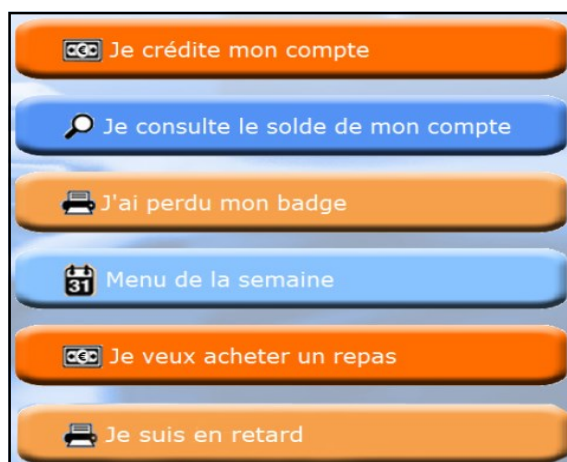 Je crédite mon compte
Je consulte le solde de mon compte
J'ai perdu mon badge
31 Menu de la semaine
Je veux acheter un repas
Je suis en retard